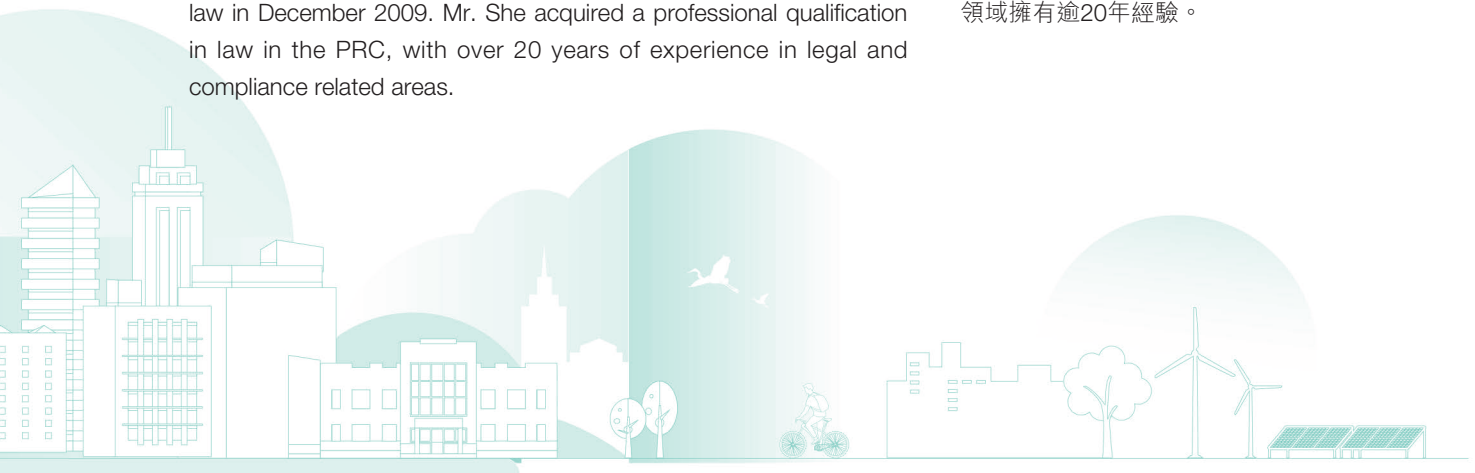 law in December 2009. Mr. She acquired a professional qualification
in law in the PRC, with over 20 years of experience in legal and
compliance related areas.
領域擁有逾20年經驗。